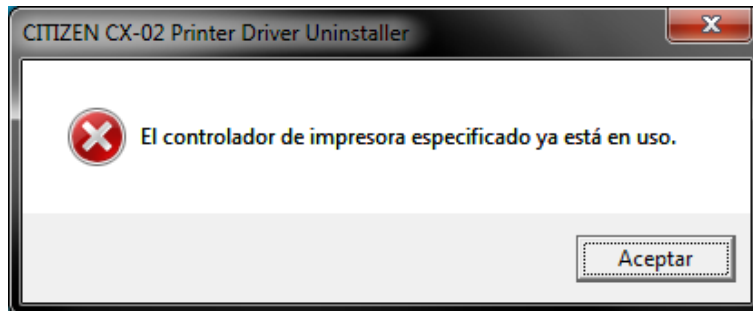 CITIZEN CX-02 Printer Driver Uninstaller
El controlador de impresora especificado ya está en uso.
Aceptar